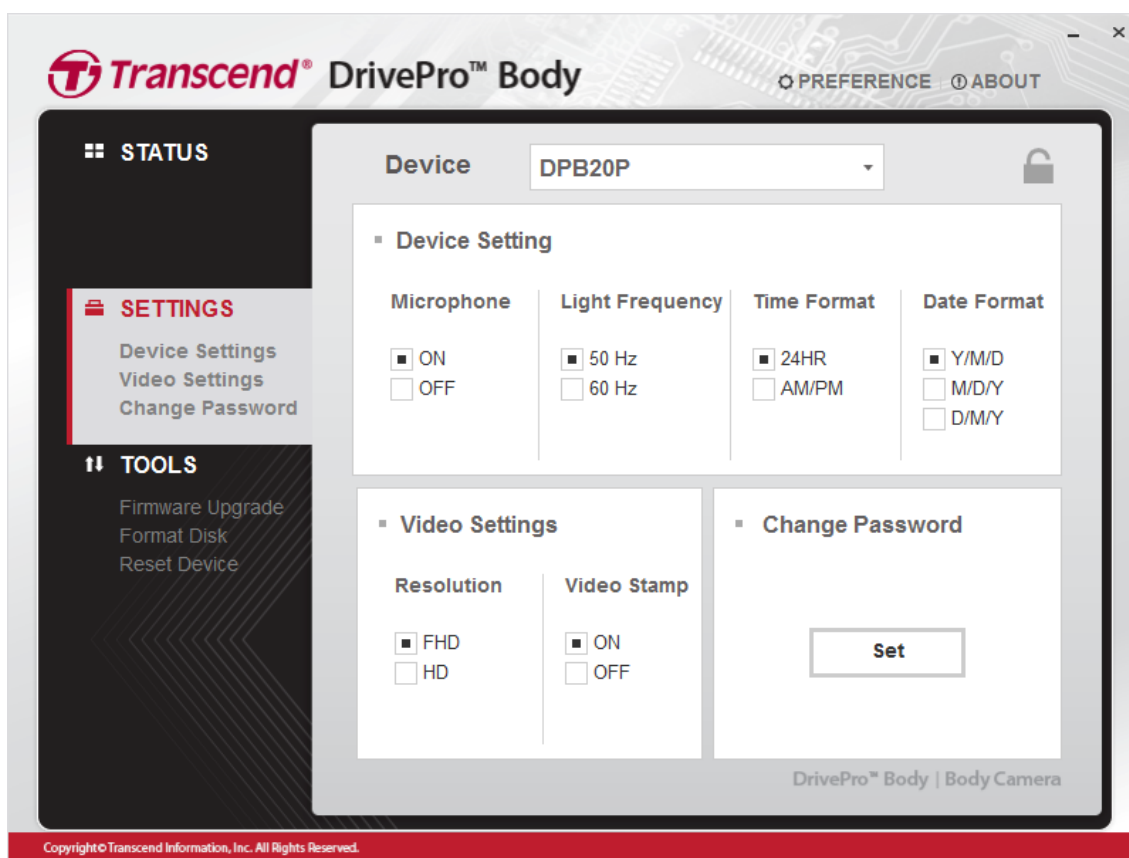 Transcend® DrivePro™ Body
PREFERENCE
ABOUT
STATUS
SETTINGS
Device Settings
Video Settings
Change Password
TOOLS
Firmware Upgrade
Format Disk
Reset Device
Device
DPB20P
Device Setting
Microphone
ON
OFF
Light Frequency
50 Hz
60 Hz
Time Format
24HR
AM/PM
Date Format
Y/M/D
M/D/Y
D/M/Y
Video Settings
Resolution
FHD
HD
Video Stamp
ON
OFF
Change Password
Set
DrivePro™ Body | Body Camera
Copyright© Transcend Information, Inc. All Rights Reserved.